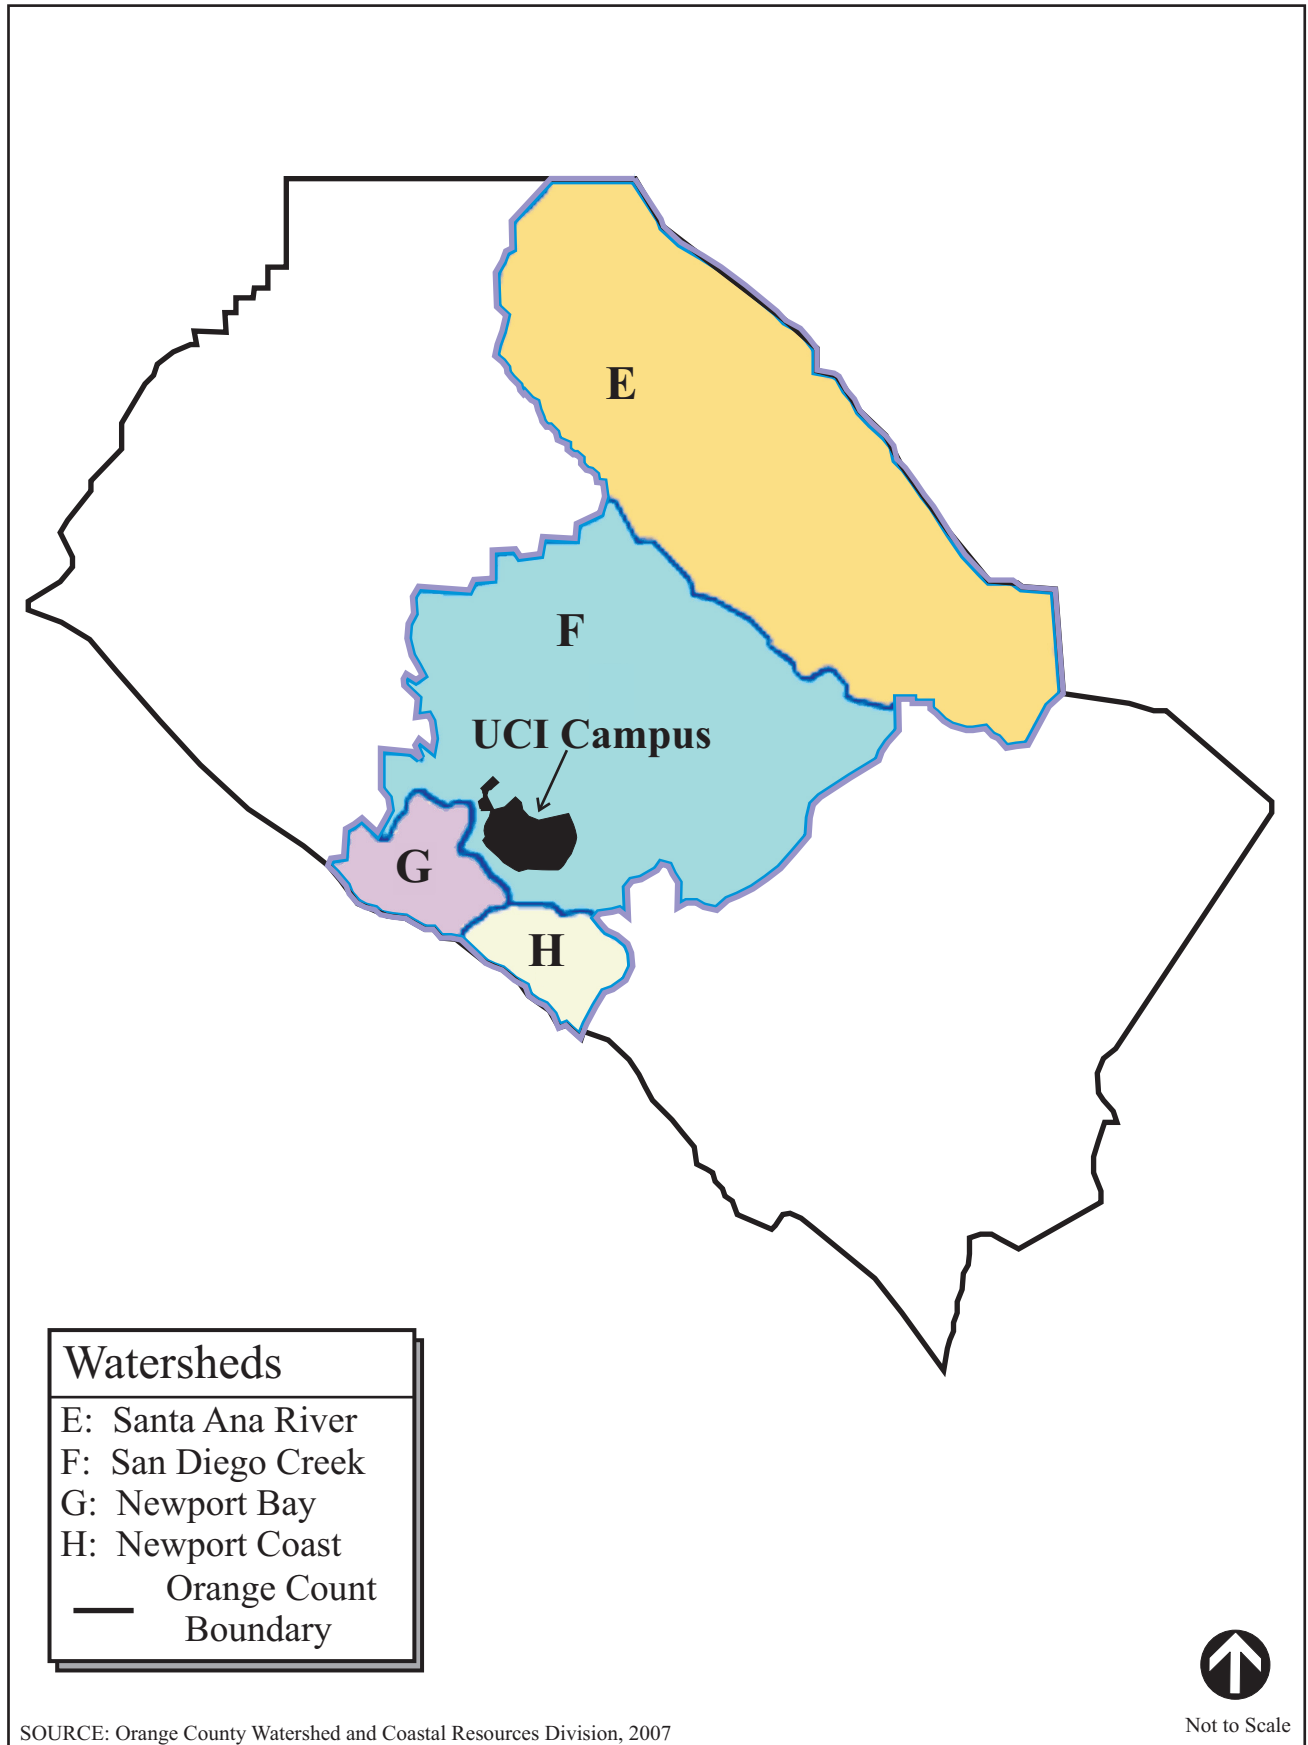 E
F
UCI Campus
G
H
Watersheds
E: Santa Ana River
F: San Diego Creek
G: Newport Bay
H: Newport Coast
Orange Count
Boundary
Not to Scale
SOURCE: Orange County Watershed and Coastal Resources Division, 2007